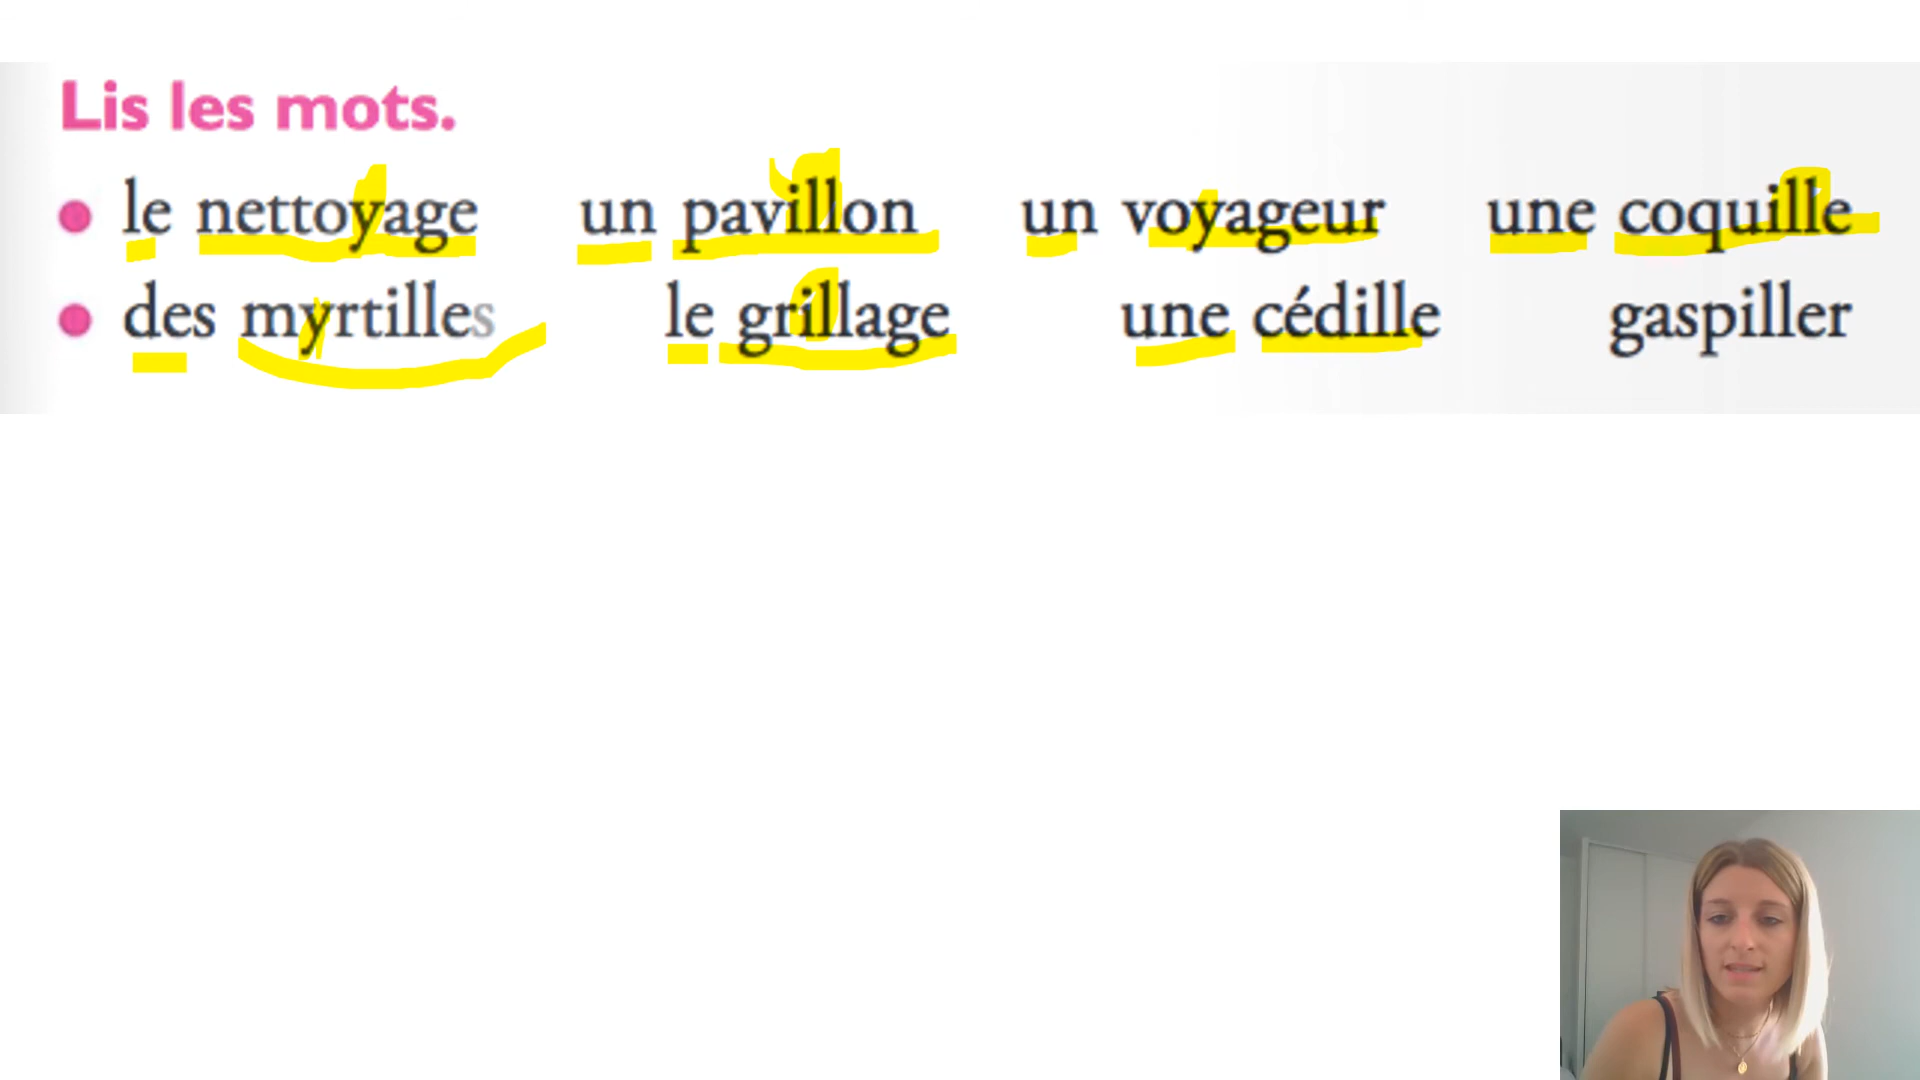 Lis les mots.
le nettoyage un pavillon un voyageur une coquille
des myrtilles le grillage une cédille gaspiller